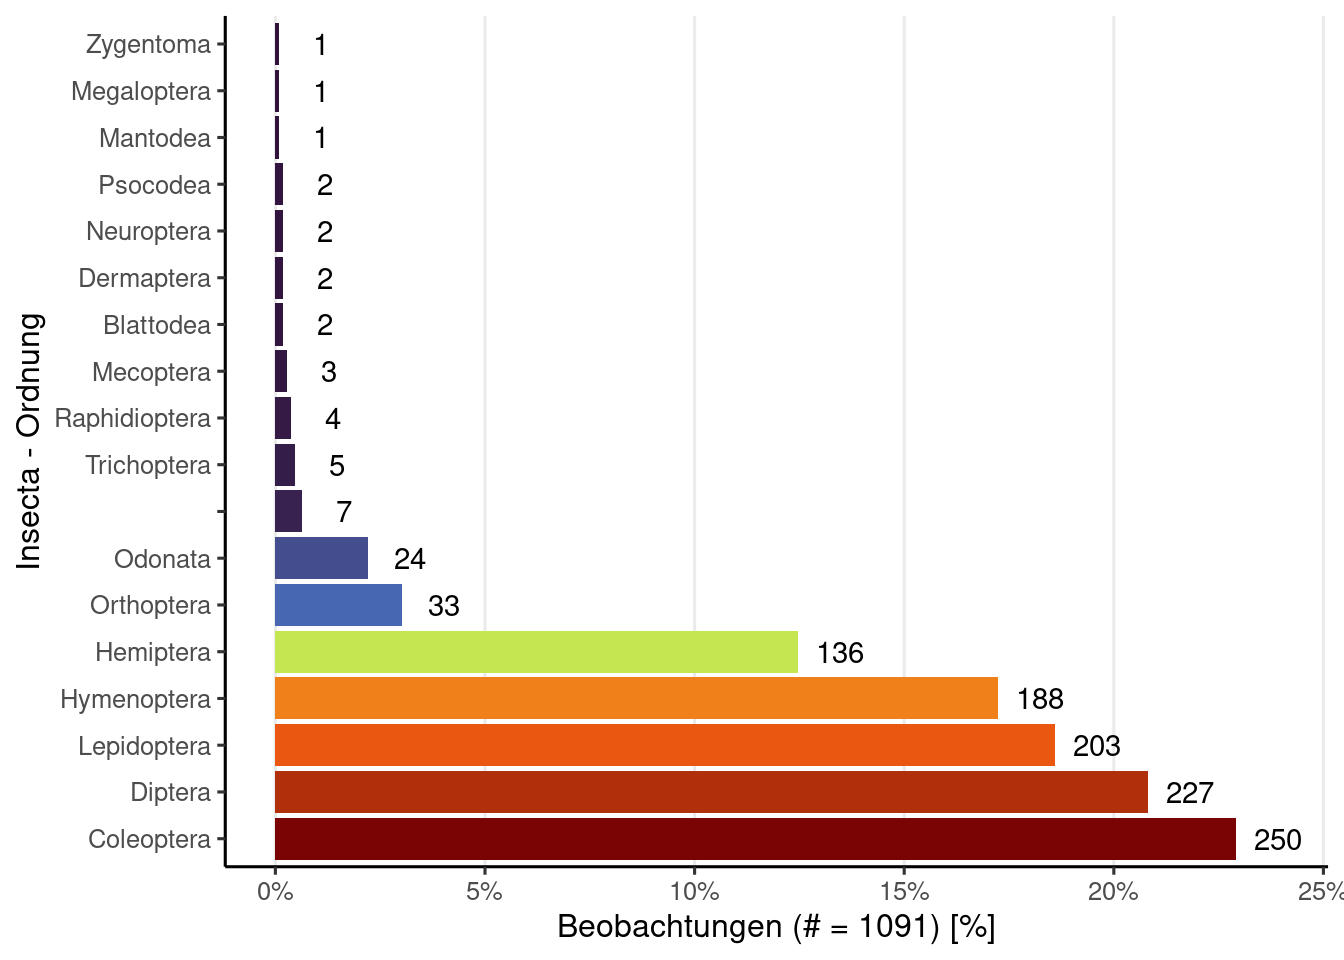 Insecta - Ordnung
Zygentoma 1
Megaloptera 1
Mantodea 1
Psocodea 2
Neuroptera 2
Dermaptera 2
Blattodea 2
Mecoptera 3
Raphidioptera 4
Trichoptera 5
7
Odonata 24
Orthoptera 33
Hemiptera 136
Hymenoptera 188
Lepidoptera 203
Diptera 227
Coleoptera 250
0% 5% 10% 15% 20% 25%
Beobachtungen (# = 1091) [%]